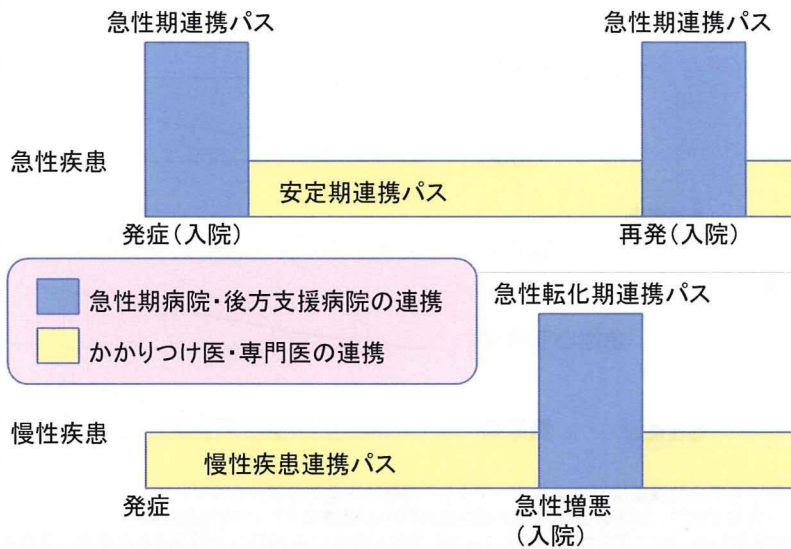 急性期連携パス
急性期連携パス
急性疾患
安定期連携パス
発症(入院)
再発(入院)
急性期病院・後方支援病院の連携
かかりつけ医・専門医の連携
急性転化期連携パス
慢性疾患
慢性疾患連携パス
発症
急性増悪
(入院)